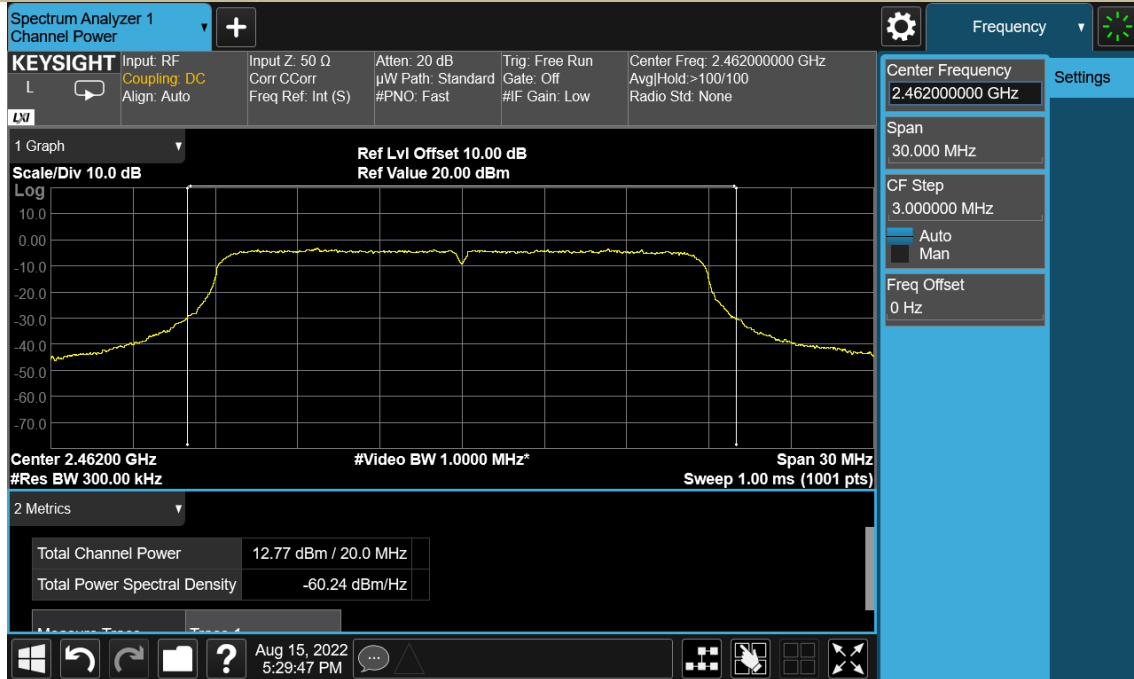 Spectrum Analyzer 1
Channel Power
Frequency
KEYSIGHT
L
LXI
Input: RF
Coupling: DC
Align: Auto
Input Z: 50 Ω
Corr CCorr
Freq Ref: Int (S)
Atten: 20 dB
µW Path: Standard
#PNO: Fast
Trig: Free Run
Gate: Off
#IF Gain: Low
Center Freq: 2.462000000 GHz
Avg|Hold:>100/100
Radio Std: None
Center Frequency
2.462000000 GHz
Settings
Span
30.000 MHz
CF Step
3.000000 MHz
Auto
Man
Freq Offset
0 Hz
1 Graph
Scale/Div 10.0 dB
Ref Lvl Offset 10.00 dB
Ref Value 20.00 dBm
Log
10.0
0.00
-10.0
-20.0
-30.0
-40.0
-50.0
-60.0
-70.0
Center 2.46200 GHz
#Video BW 1.0000 MHz*
Span 30 MHz
#Res BW 300.00 kHz
Sweep 1.00 ms (1001 pts)
2 Metrics
Total Channel Power 12.77 dBm / 20.0 MHz
Total Power Spectral Density -60.24 dBm/Hz
Measure Trace Trace 1
?
Aug 15, 2022
5:29:47 PM